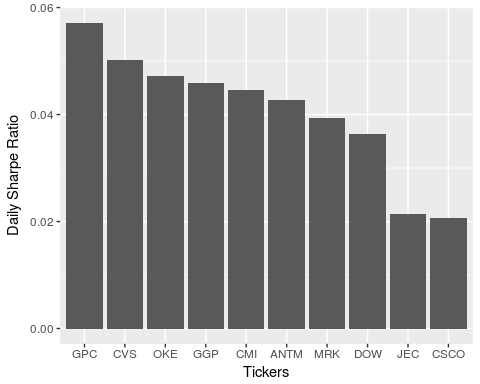 Daily Sharpe Ratio
0.06
0.04
0.02
0.00
GPC CVS OKE GGP CMI ANTM MRK DOW JEC CSCO
Tickers